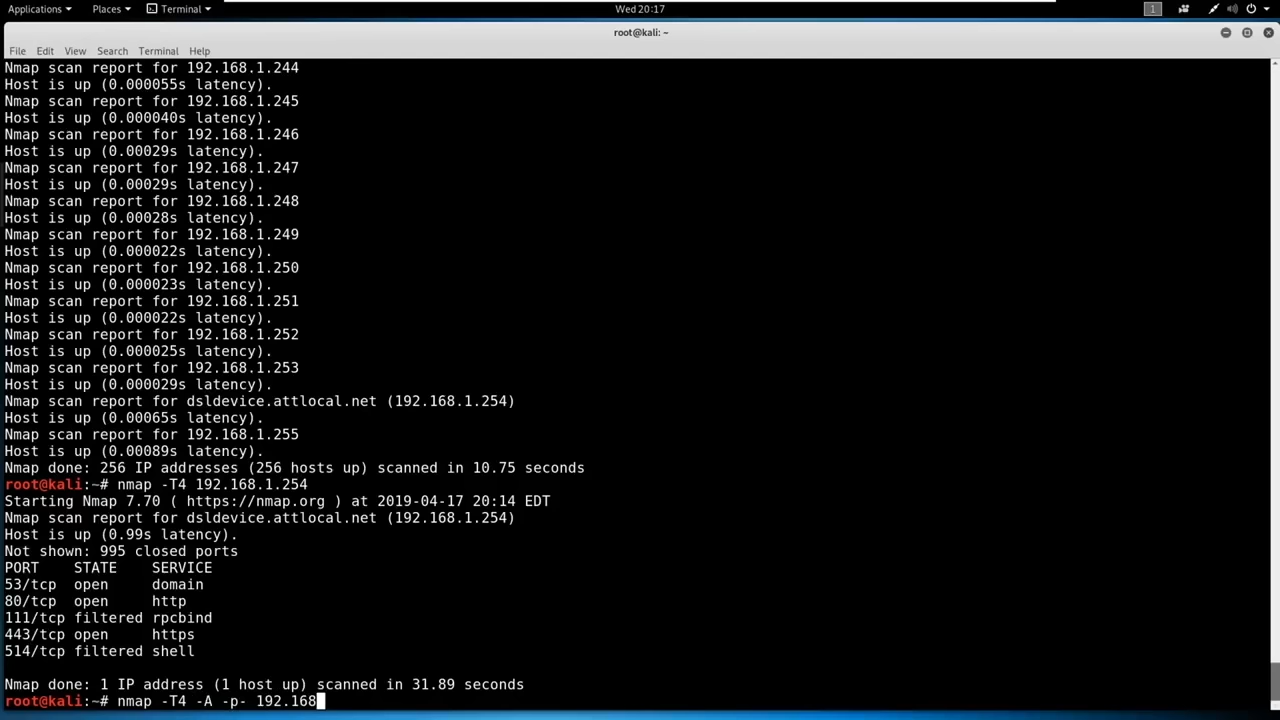 Applications Places Terminal Wed 20:17 1
root@kali: ~
File Edit View Search Terminal Help
Nmap scan report for 192.168.1.244
Host is up (0.000055s latency).
Nmap scan report for 192.168.1.245
Host is up (0.000040s latency).
Nmap scan report for 192.168.1.246
Host is up (0.00029s latency).
Nmap scan report for 192.168.1.247
Host is up (0.00029s latency).
Nmap scan report for 192.168.1.248
Host is up (0.00028s latency).
Nmap scan report for 192.168.1.249
Host is up (0.000022s latency).
Nmap scan report for 192.168.1.250
Host is up (0.000023s latency).
Nmap scan report for 192.168.1.251
Host is up (0.000022s latency).
Nmap scan report for 192.168.1.252
Host is up (0.000025s latency).
Nmap scan report for 192.168.1.253
Host is up (0.000029s latency).
Nmap scan report for dsldevice.attlocal.net (192.168.1.254)
Host is up (0.00065s latency).
Nmap scan report for 192.168.1.255
Host is up (0.00089s latency).
Nmap done: 256 IP addresses (256 hosts up) scanned in 10.75 seconds
root@kali:~# nmap -T4 192.168.1.254
Starting Nmap 7.70 ( https://nmap.org ) at 2019-04-17 20:14 EDT
Nmap scan report for dsldevice.attlocal.net (192.168.1.254)
Host is up (0.99s latency).
Not shown: 995 closed ports
PORT STATE SERVICE
53/tcp open domain
80/tcp open http
111/tcp filtered rpcbind
443/tcp open https
514/tcp filtered shell
Nmap done: 1 IP address (1 host up) scanned in 31.89 seconds
root@kali:~# nmap -T4 -A -p- 192.168